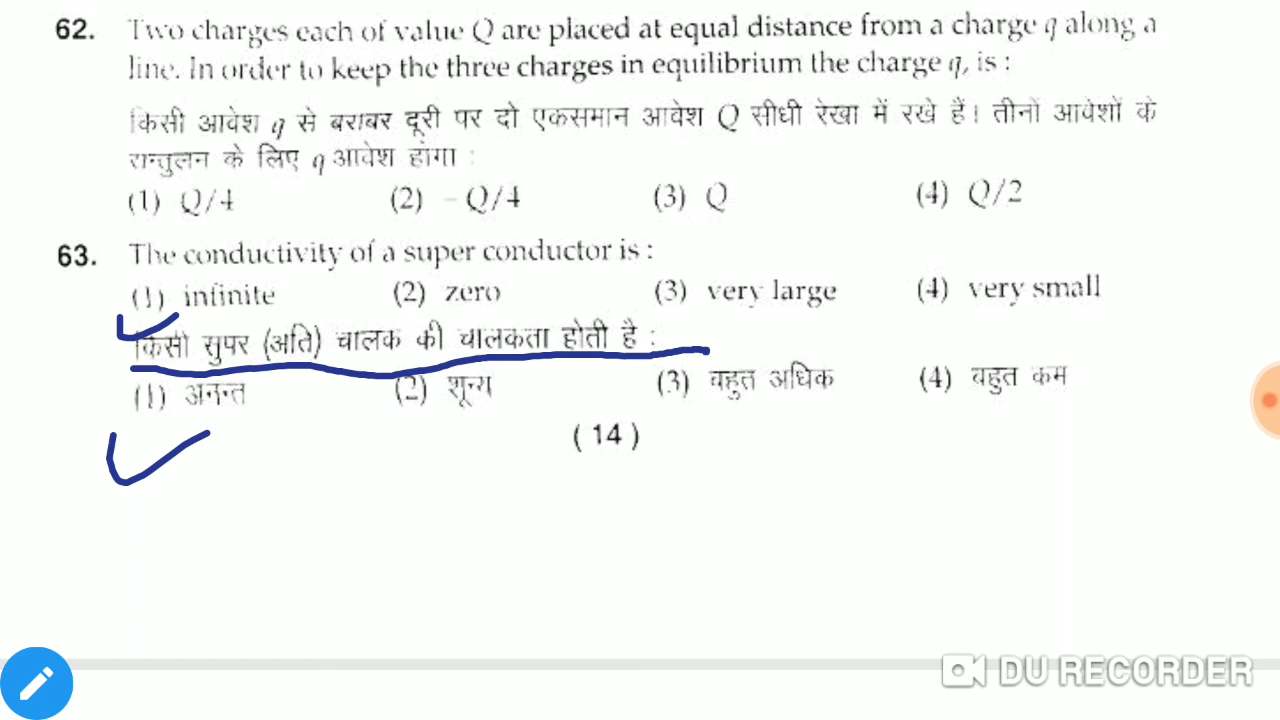 62. Two charges each of value Q are placed at equal distance from a charge q along a
line. In order to keep the three charges in equilibrium the charge q, is :
किसी आवेश q से बराबर दूरी पर दो एकसमान आवेश Q सीधी रेखा में रखे हैं। तीनों आवेशों के
सन्तुलन के लिए q आवेश होगा :
(1) Q/4 (2) – Q/4 (3) Q (4) Q/2
63. The conductivity of a super conductor is :
(1) infinite (2) zero (3) very large (4) very small
किसी सुपर (अति) चालक की चालकता होती है :
(1) अनन्त (2) शून्य (3) बहुत अधिक (4) बहुत कम
( 14 )
DU RECORDER